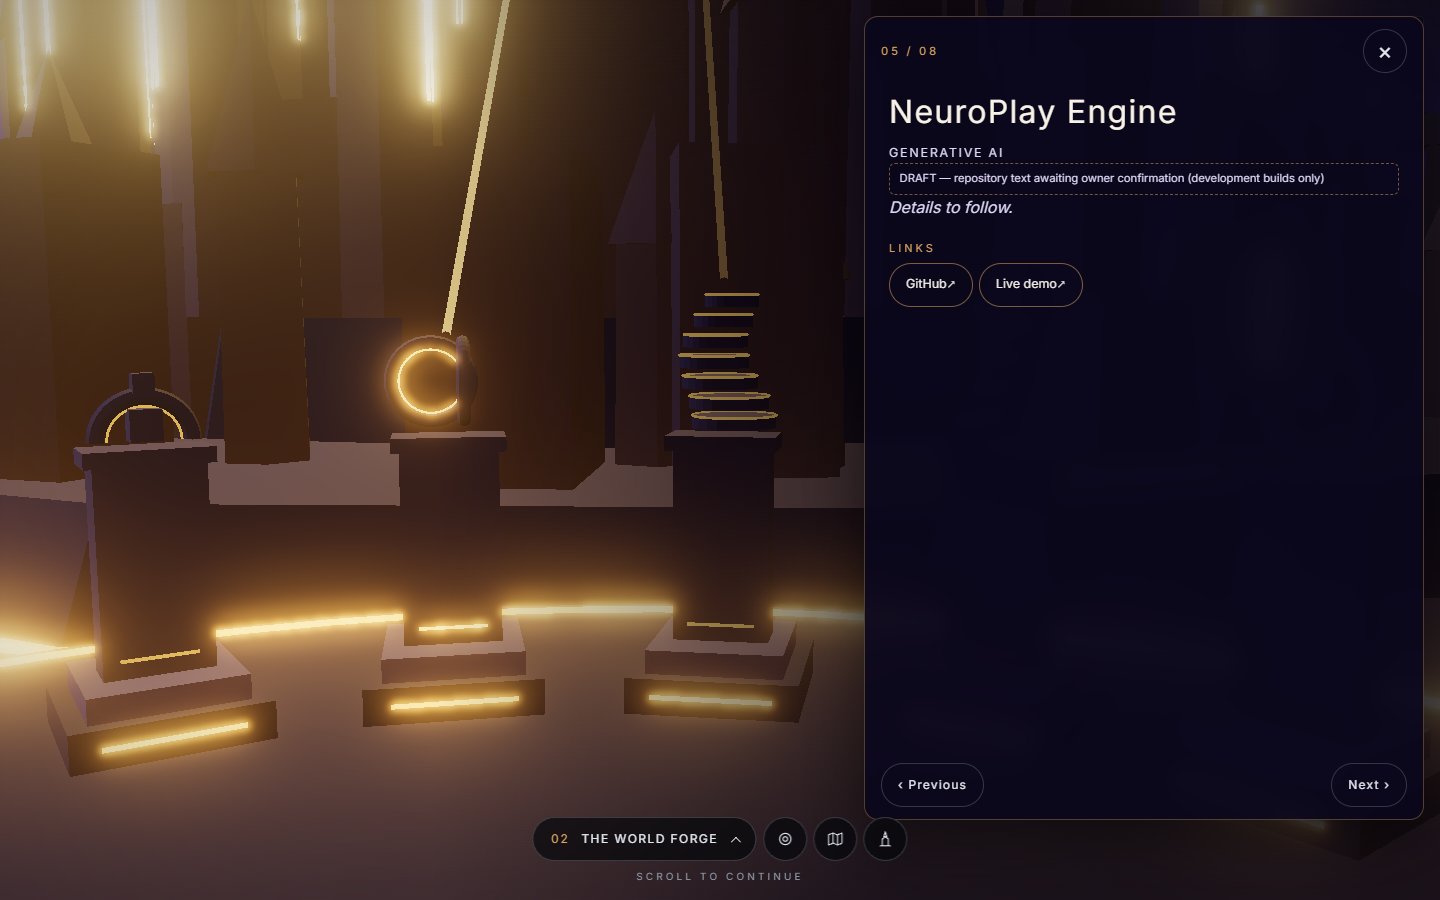 05 / 08
×
NeuroPlay Engine
GENERATIVE AI
DRAFT — repository text awaiting owner confirmation (development builds only)
Details to follow.
LINKS
GitHub↗ Live demo↗
‹ Previous Next ›
02 THE WORLD FORGE
SCROLL TO CONTINUE